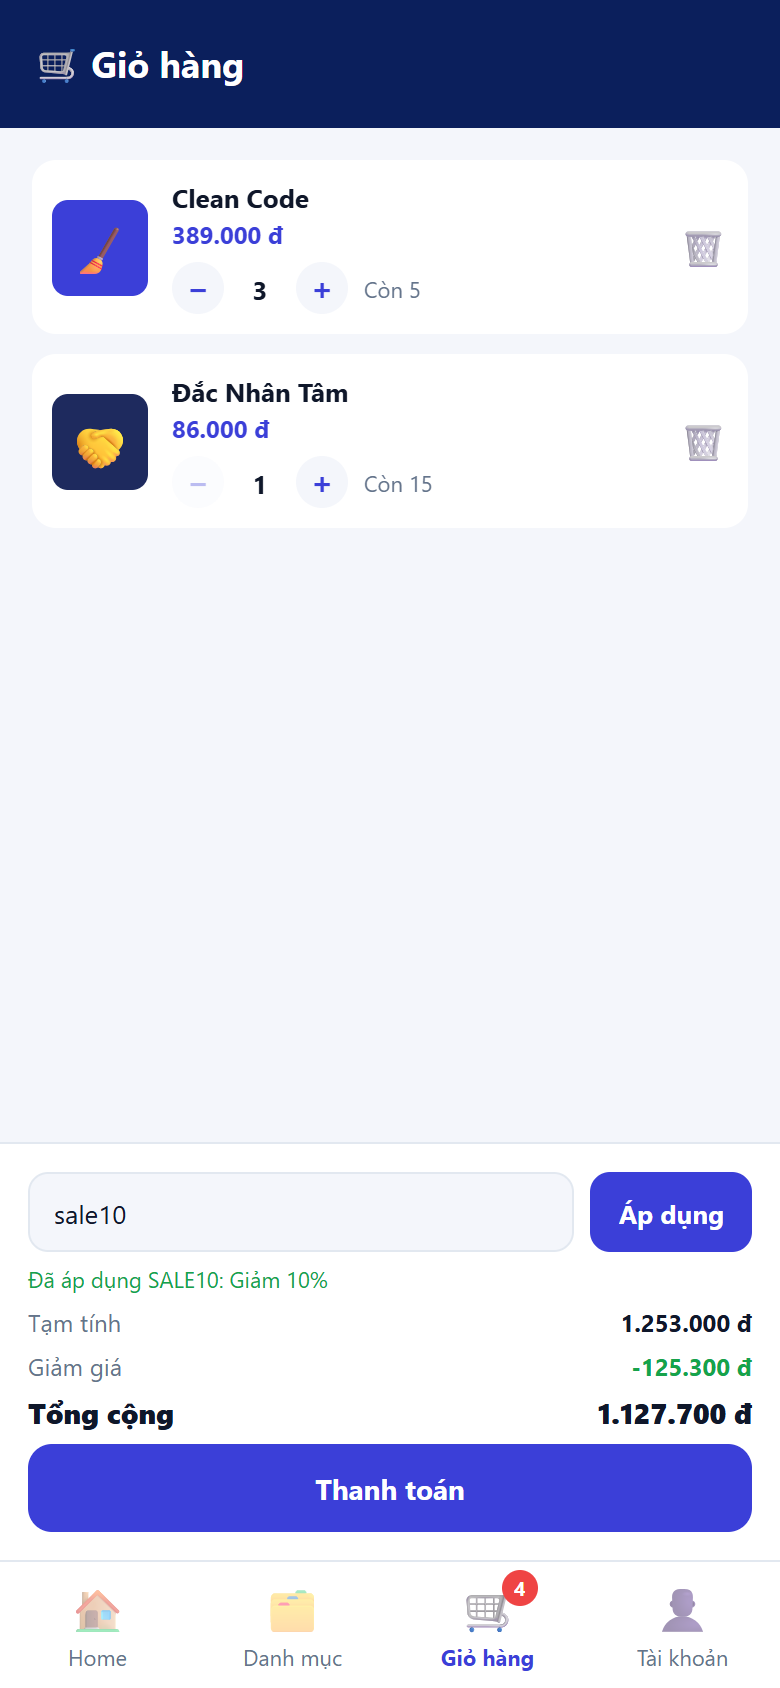 Giỏ hàng
Clean Code
389.000 đ
− 3 + Còn 5
Đắc Nhân Tâm
86.000 đ
− 1 + Còn 15
sale10 Áp dụng
Đã áp dụng SALE10: Giảm 10%
Tạm tính 1.253.000 đ
Giảm giá -125.300 đ
Tổng cộng 1.127.700 đ
Thanh toán
4
Home Danh mục Giỏ hàng Tài khoản